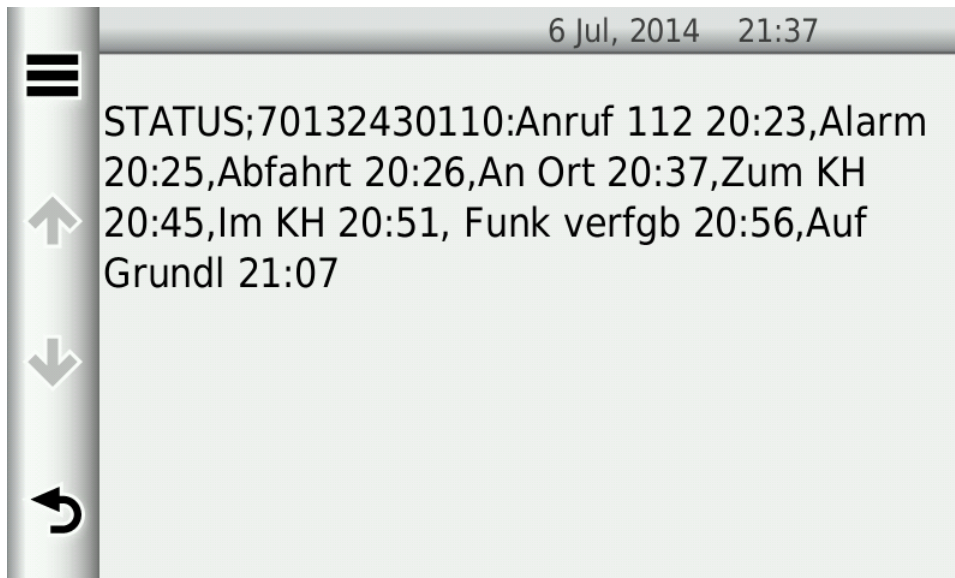 6 Jul, 2014 21:37
STATUS;70132430110:Anruf 112 20:23,Alarm
20:25,Abfahrt 20:26,An Ort 20:37,Zum KH
20:45,Im KH 20:51, Funk verfgb 20:56,Auf
Grundl 21:07